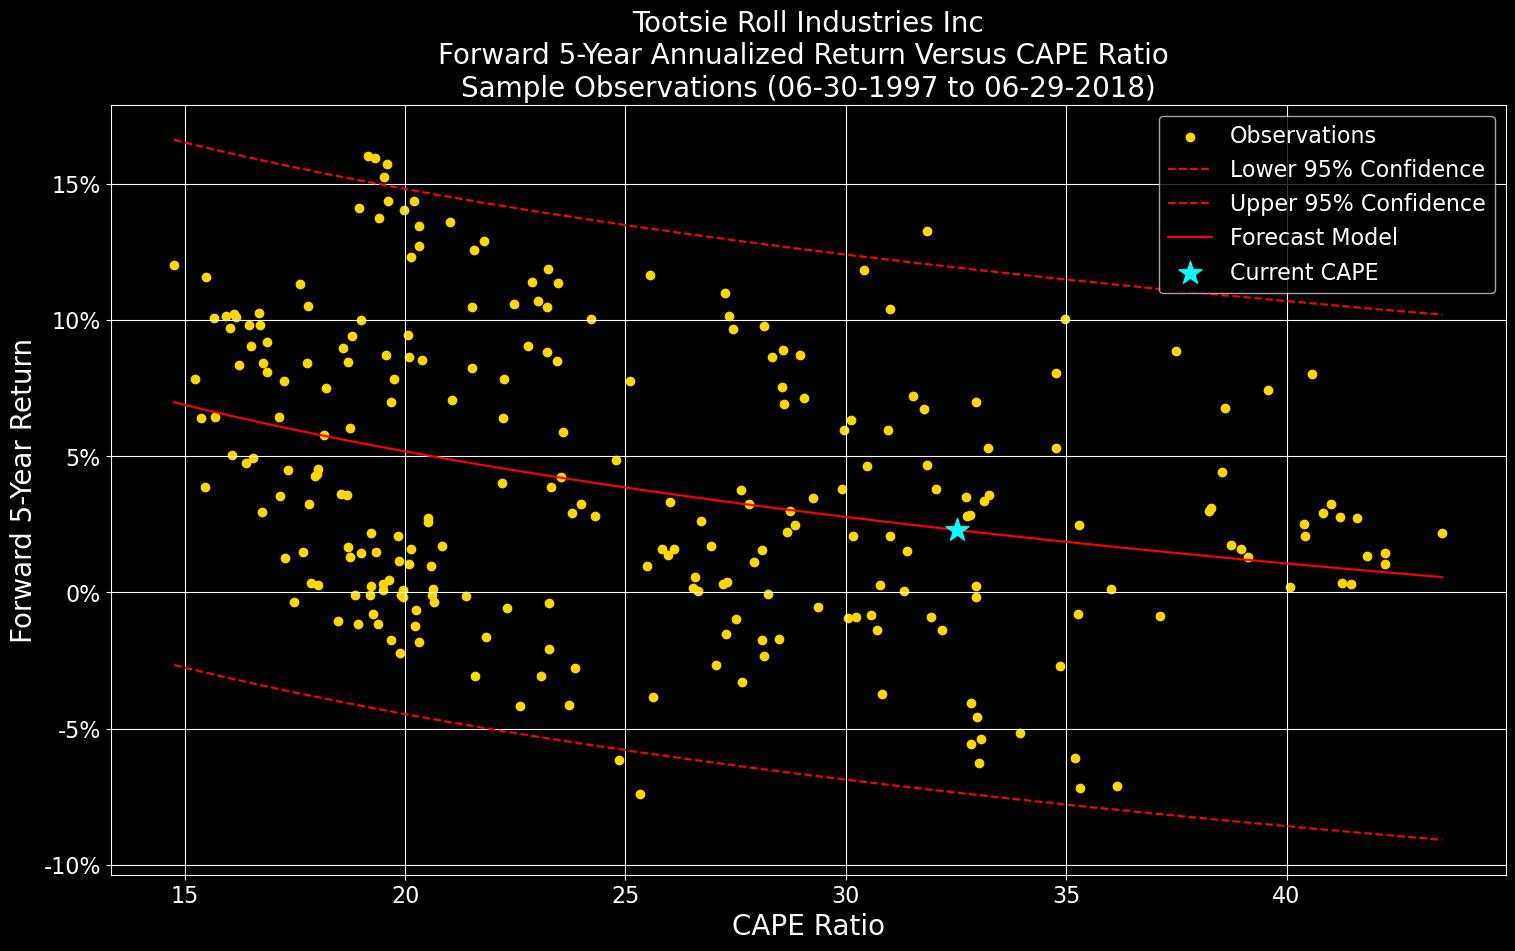 Tootsie Roll Industries Inc
Forward 5-Year Annualized Return Versus CAPE Ratio
Sample Observations (06-30-1997 to 06-29-2018)
Observations
Lower 95% Confidence
Upper 95% Confidence
Forecast Model
Current CAPE
Forward 5-Year Return
15%
10%
5%
0%
-5%
-10%
15 20 25 30 35 40
CAPE Ratio